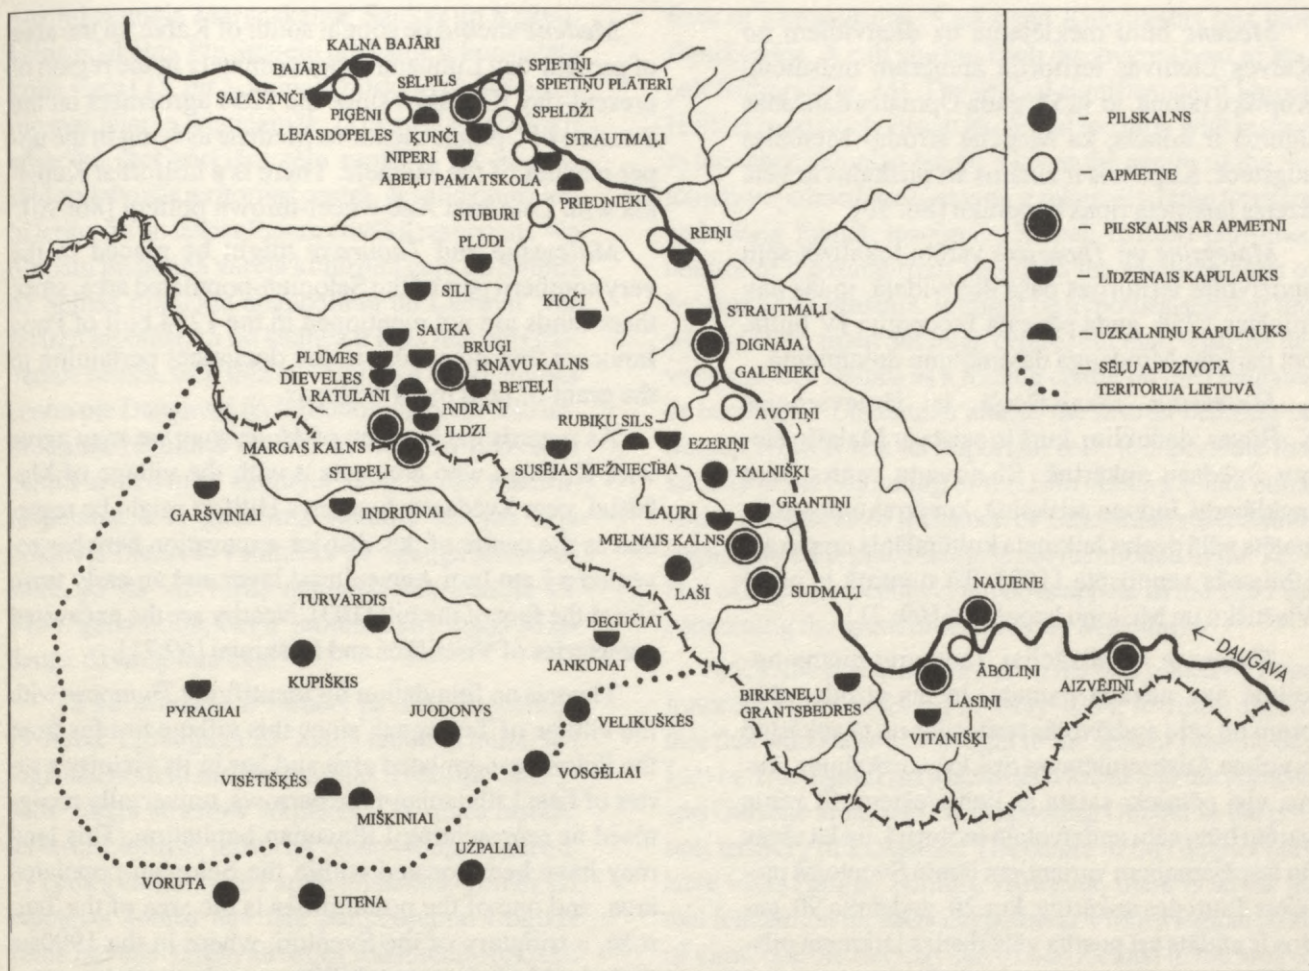 KALNA BAJĀRI
BAJĀRI
SALASANČI
SĒLPILS
SPIETIŅI
SPIETIŅU PLĀTERI
PIĢĒNI
LEJASDOPELES
ĶUNČI
SPELDŽI
STRAUTMAĻI
NIPERI
ĀBEĻU PAMATSKOLA
PRIEDNIEKI
STUBURI
REIŅI
PLŪDI
SILI
KIOČI
STRAUTMAĻI
SAUKA
DIGNĀJA
BRUGI
PLŪMES
KŅĀVU KALNS
GALENIEKI
DIEVELES
BETEĻI
RATULĀNI
INDRĀNI
AVOTIŅI
RUBIĶU SILS
ILDZI
EZERIŅI
MARGAS KALNS
SUSĒJAS MEŽNIECĪBA
KALNIŠĶI
STUPEĻI
GARŠVINIAI
INDRIŪNAI
GRANTIŅI
LAURI
MELNAIS KALNS
LAŠI
SUDMAĻI
NAUJENE
TURVARDIS
DEGUČIAI
JANKŪNAI
KUPIŠKIS
ĀBOLIŅI
ZVĒJIŅI
DAUGAVA
PYRAGIAI
BIRKENEĻU
GRANTSBEDRES
LASIŅI
VITANIŠĶI
JUODONYS
VELIKUŠKĖS
VOSGĖLIAI
VISĖTIŠKĖS
MIŠKINIAI
UŽPALIAI
VORUTA
UTENA
– PILSKALNS
– APMETNE
– PILSKALNS AR APMETNI
– LĪDZENAIS KAPULAUKS
– UZKALNIŅU KAPULAUKS
– SĒĻU APDZĪVOTĀ
TERITORIJA LIETUVĀ